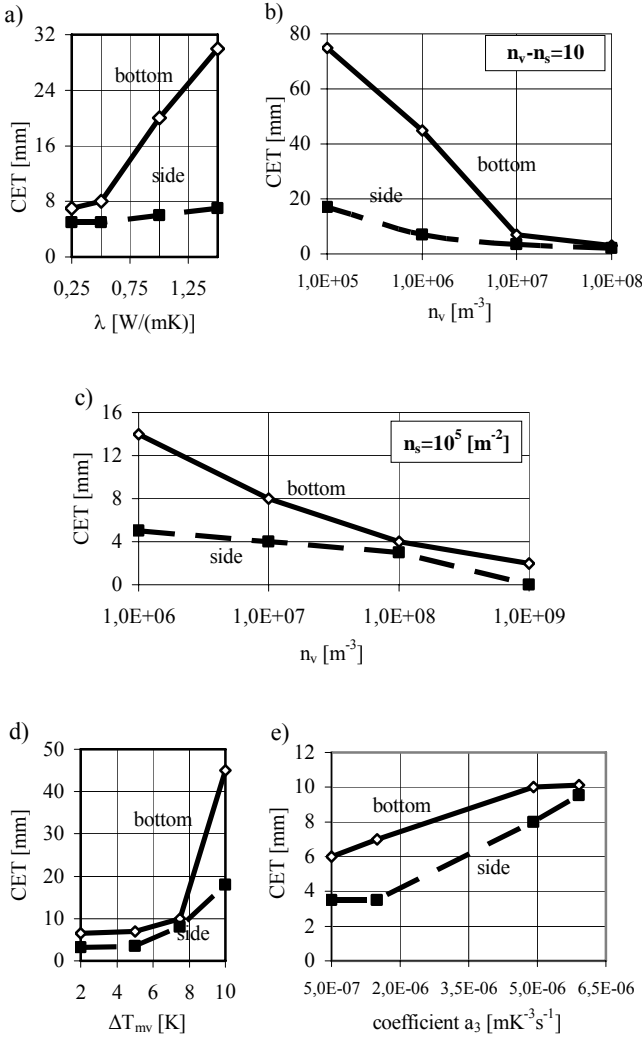 a)
32
24
16
8
0
CET [mm]
bottom
side
0,25 0,75 1,25
λ [W/(mK)]
b)
80
60
40
20
0
CET [mm]
nᵥ-nₛ=10
bottom
side
1,0E+05 1,0E+06 1,0E+07 1,0E+08
nᵥ [m⁻³]
c)
16
12
8
4
0
CET [mm]
nₛ=10⁵ [m⁻²]
bottom
side
1,0E+06 1,0E+07 1,0E+08 1,0E+09
nᵥ [m⁻³]
d)
50
40
30
20
10
0
CET [mm]
bottom
side
2 4 6 8 10
ΔTmv [K]
e)
12
10
8
6
4
2
0
CET [mm]
bottom
side
5,0E-07 2,0E-06 3,5E-06 5,0E-06 6,5E-06
coefficient a₃ [mK⁻³s⁻¹]